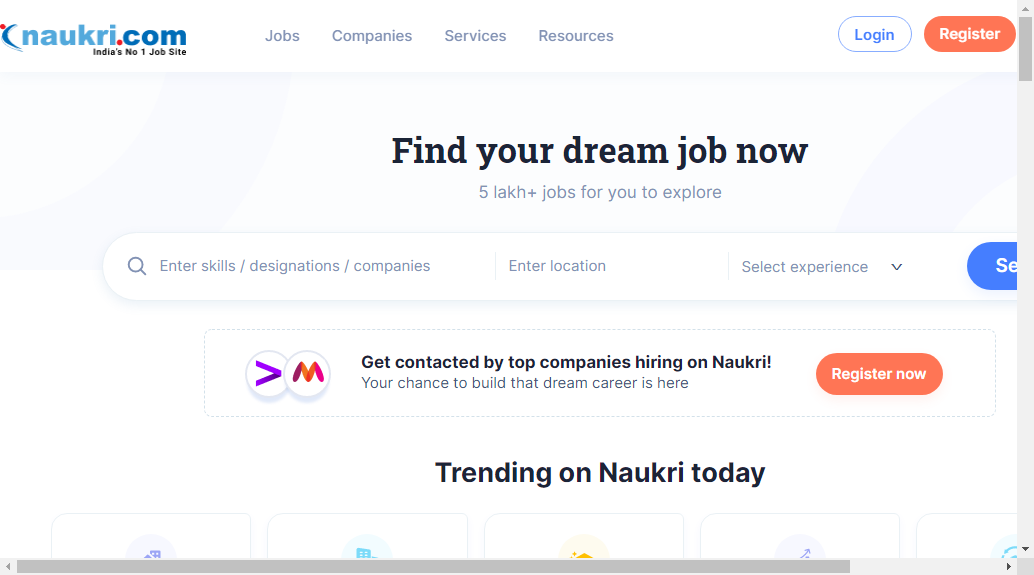 naukri.com
India's No 1 Job Site
Jobs
Companies
Services
Resources
Login
Register
Find your dream job now
5 lakh+ jobs for you to explore
Enter skills / designations / companies
Enter location
Select experience
Se
Get contacted by top companies hiring on Naukri!
Your chance to build that dream career is here
Register now
Trending on Naukri today